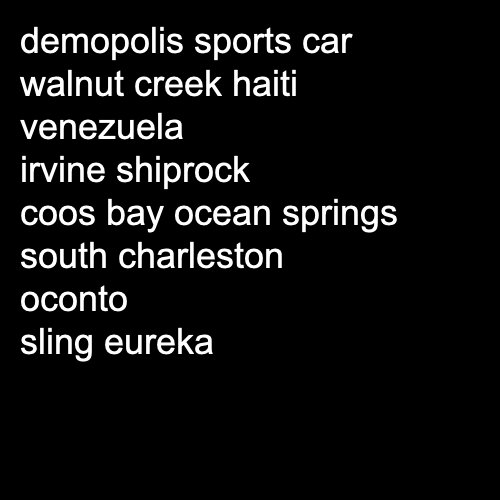 demopolis sports car
walnut creek haiti
venezuela
irvine shiprock
coos bay ocean springs
south charleston
oconto
sling eureka